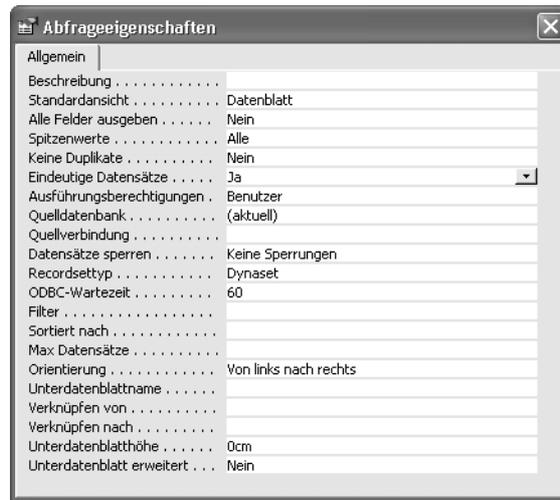 Abfrageeigenschaften
Allgemein
Beschreibung . . . . . . . . . . . .
Standardansicht . . . . . . . . . . Datenblatt
Alle Felder ausgeben . . . . . . Nein
Spitzenwerte . . . . . . . . . . . . Alle
Keine Duplikate . . . . . . . . . . Nein
Eindeutige Datensätze . . . . . Ja
Ausführungsberechtigungen . Benutzer
Quelldatenbank . . . . . . . . . . (aktuell)
Quellverbindung . . . . . . . . . .
Datensätze sperren . . . . . . . Keine Sperrungen
Recordsettyp . . . . . . . . . . . Dynaset
ODBC-Wartezeit . . . . . . . . . 60
Filter . . . . . . . . . . . . . . . . .
Sortiert nach . . . . . . . . . . . .
Max Datensätze . . . . . . . . . .
Orientierung . . . . . . . . . . . . Von links nach rechts
Unterdatenblattname . . . . . .
Verknüpfen von . . . . . . . . . .
Verknüpfen nach . . . . . . . . .
Unterdatenblatthöhe . . . . . . 0cm
Unterdatenblatt erweitert . . . Nein